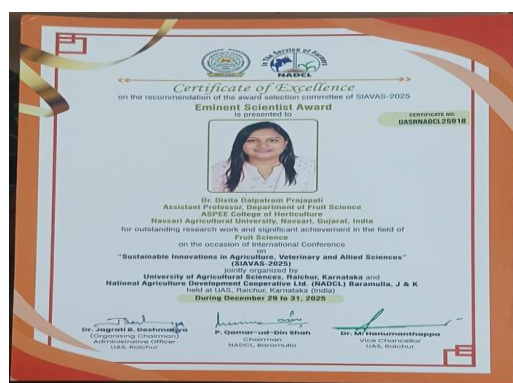 In The Service of Farmers
NADCL
Certificate of Excellence
on the recommendation of the award selection committee of SIAVAS-2025
Eminent Scientist Award
is presented to
CERTIFICATE NO.
UASRNADCL25918
Dr. Dixita Dalpatram Prajapati
Assistant Professor, Department of Fruit Science
ASPEE College of Horticulture
Navsari Agricultural University, Navsari, Gujarat, India
for outstanding research work and significant achievement in the field of
Fruit Science
on the occasion of International Conference
on
"Sustainable Innovations in Agriculture, Veterinary and Allied Sciences"
(SIAVAS-2025)
jointly organized by
University of Agricultural Sciences, Raichur, Karnataka and
National Agriculture Development Cooperative Ltd. (NADCL) Baramulla, J & K
held at UAS, Raichur, Karnataka (India)
During December 29 to 31, 2025
Dr. Jagroti B. Deshmanya
(Organising Chairman)
Administrative Officer
UAS, Raichur
P. Qamar-ud-Din Shah
Chairman
NADCL, Baramulla
Dr. M. Hanumanthappa
Vice Chancellor
UAS, Raichur